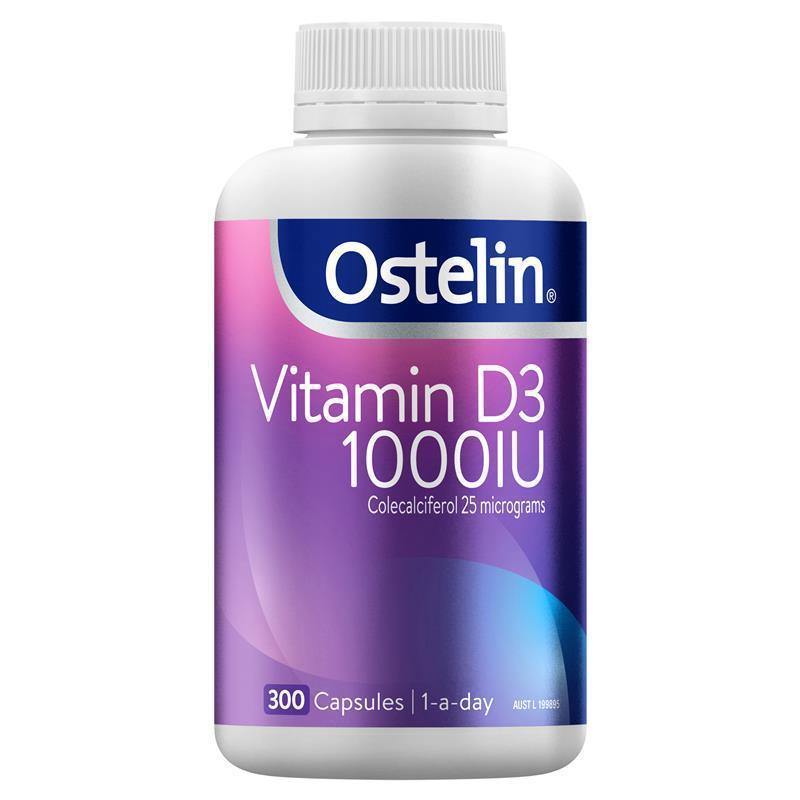 Ostelin®
Vitamin D3
1000IU
Colecalciferol 25 micrograms
300 Capsules | 1-a-day
AUST L 199895